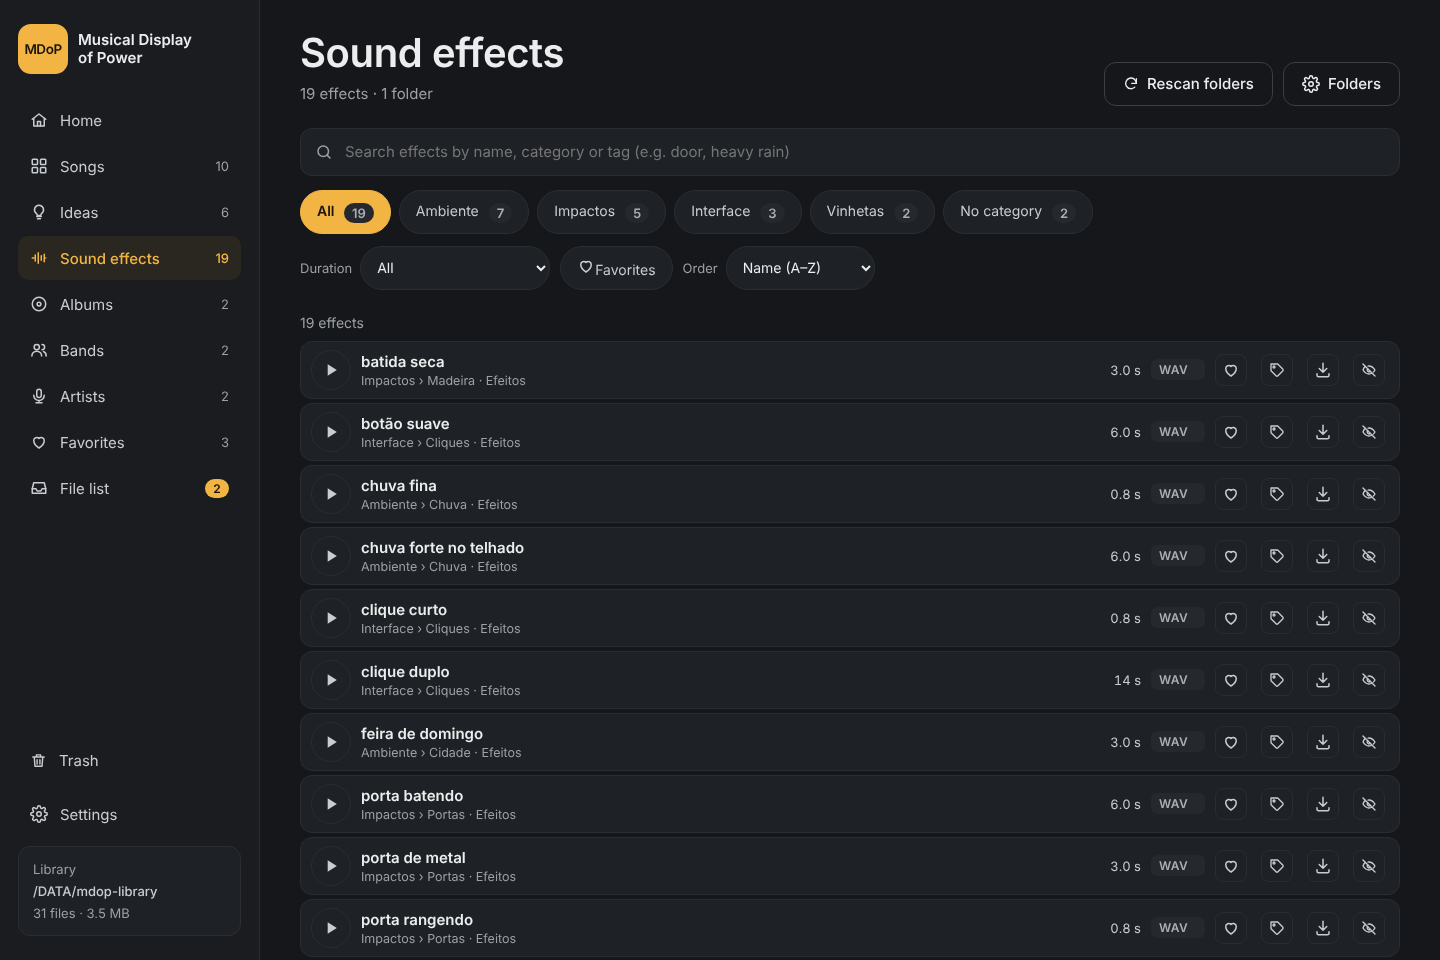 MDoP
Musical Display
of Power
Home
Songs 10
Ideas 6
Sound effects 19
Albums 2
Bands 2
Artists 2
Favorites 3
File list 2
Trash
Settings
Library
/DATA/mdop-library
31 files · 3.5 MB
Sound effects
19 effects · 1 folder
Rescan folders
Folders
Search effects by name, category or tag (e.g. door, heavy rain)
All 19 Ambiente 7 Impactos 5 Interface 3 Vinhetas 2 No category 2
Duration All Favorites Order Name (A–Z)
19 effects
batida seca
Impactos › Madeira · Efeitos
3.0 s WAV
botão suave
Interface › Cliques · Efeitos
6.0 s WAV
chuva fina
Ambiente › Chuva · Efeitos
0.8 s WAV
chuva forte no telhado
Ambiente › Chuva · Efeitos
6.0 s WAV
clique curto
Interface › Cliques · Efeitos
0.8 s WAV
clique duplo
Interface › Cliques · Efeitos
14 s WAV
feira de domingo
Ambiente › Cidade · Efeitos
3.0 s WAV
porta batendo
Impactos › Portas · Efeitos
6.0 s WAV
porta de metal
Impactos › Portas · Efeitos
3.0 s WAV
porta rangendo
Impactos › Portas · Efeitos
0.8 s WAV